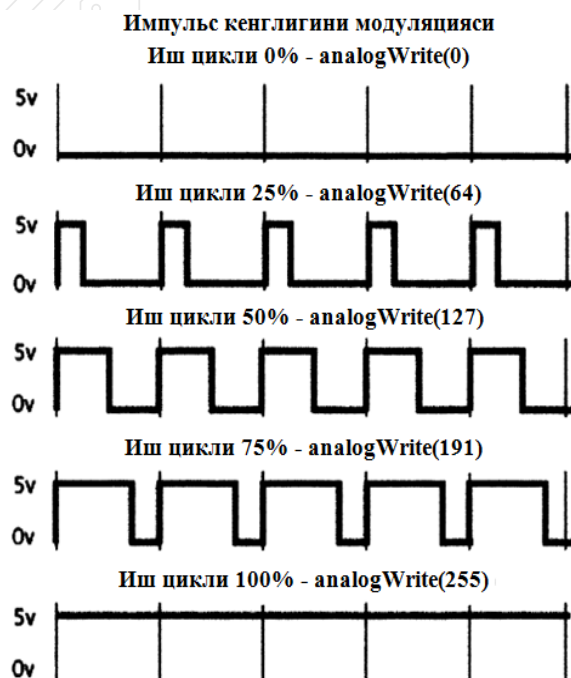 Импульс кенглигини модуляцияси
Иш цикли 0% - analogWrite(0)
5v
0v
Иш цикли 25% - analogWrite(64)
5v
0v
Иш цикли 50% - analogWrite(127)
5v
0v
Иш цикли 75% - analogWrite(191)
5v
0v
Иш цикли 100% - analogWrite(255)
5v
0v